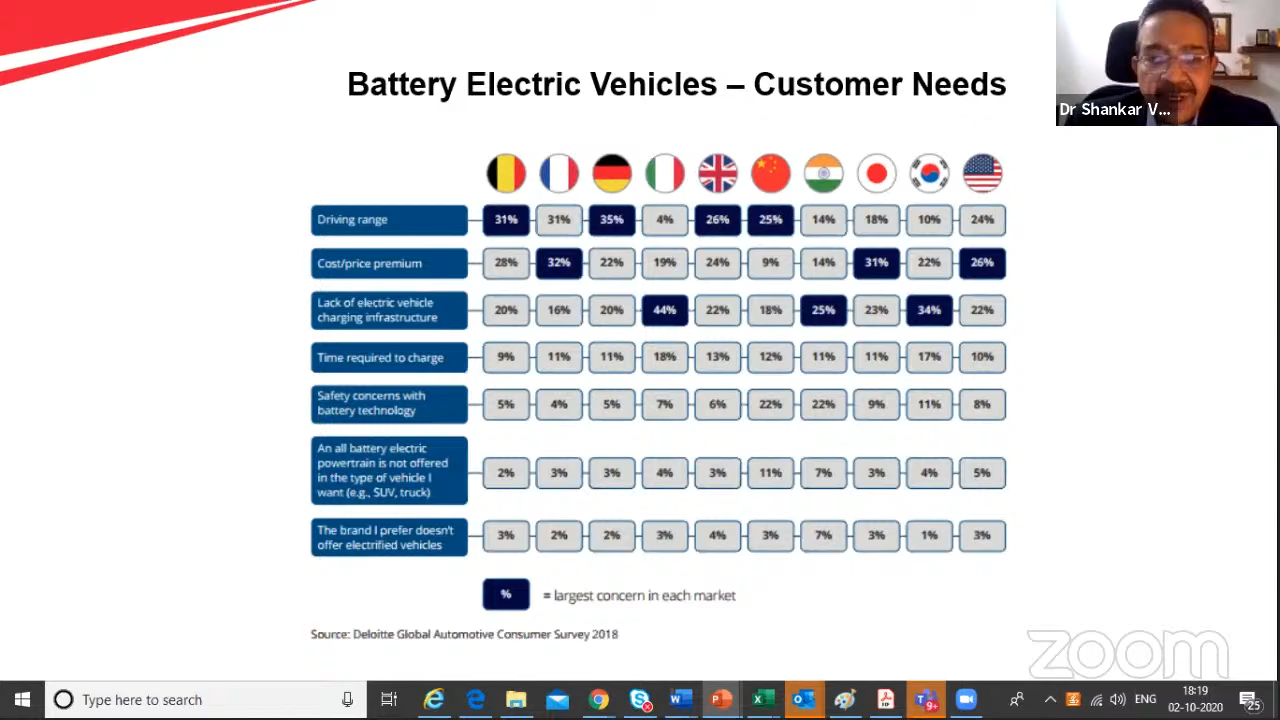 Battery Electric Vehicles – Customer Needs
Dr Shankar V...
Driving range 31% 31% 35% 4% 26% 25% 14% 18% 10% 24%
Cost/price premium 28% 32% 22% 19% 24% 9% 14% 31% 22% 26%
Lack of electric vehicle
charging infrastructure 20% 16% 20% 44% 22% 18% 25% 23% 34% 22%
Time required to charge 9% 11% 11% 18% 13% 12% 11% 11% 17% 10%
Safety concerns with
battery technology 5% 4% 5% 7% 6% 22% 22% 9% 11% 8%
An all battery electric
powertrain is not offered
in the type of vehicle I
want (e.g., SUV, truck) 2% 3% 3% 4% 3% 11% 7% 3% 4% 5%
The brand I prefer doesn't
offer electrified vehicles 3% 2% 2% 3% 4% 3% 7% 3% 1% 3%
% = largest concern in each market
Source: Deloitte Global Automotive Consumer Survey 2018
zoom
Type here to search
9+
ENG
18:19
02-10-2020
25